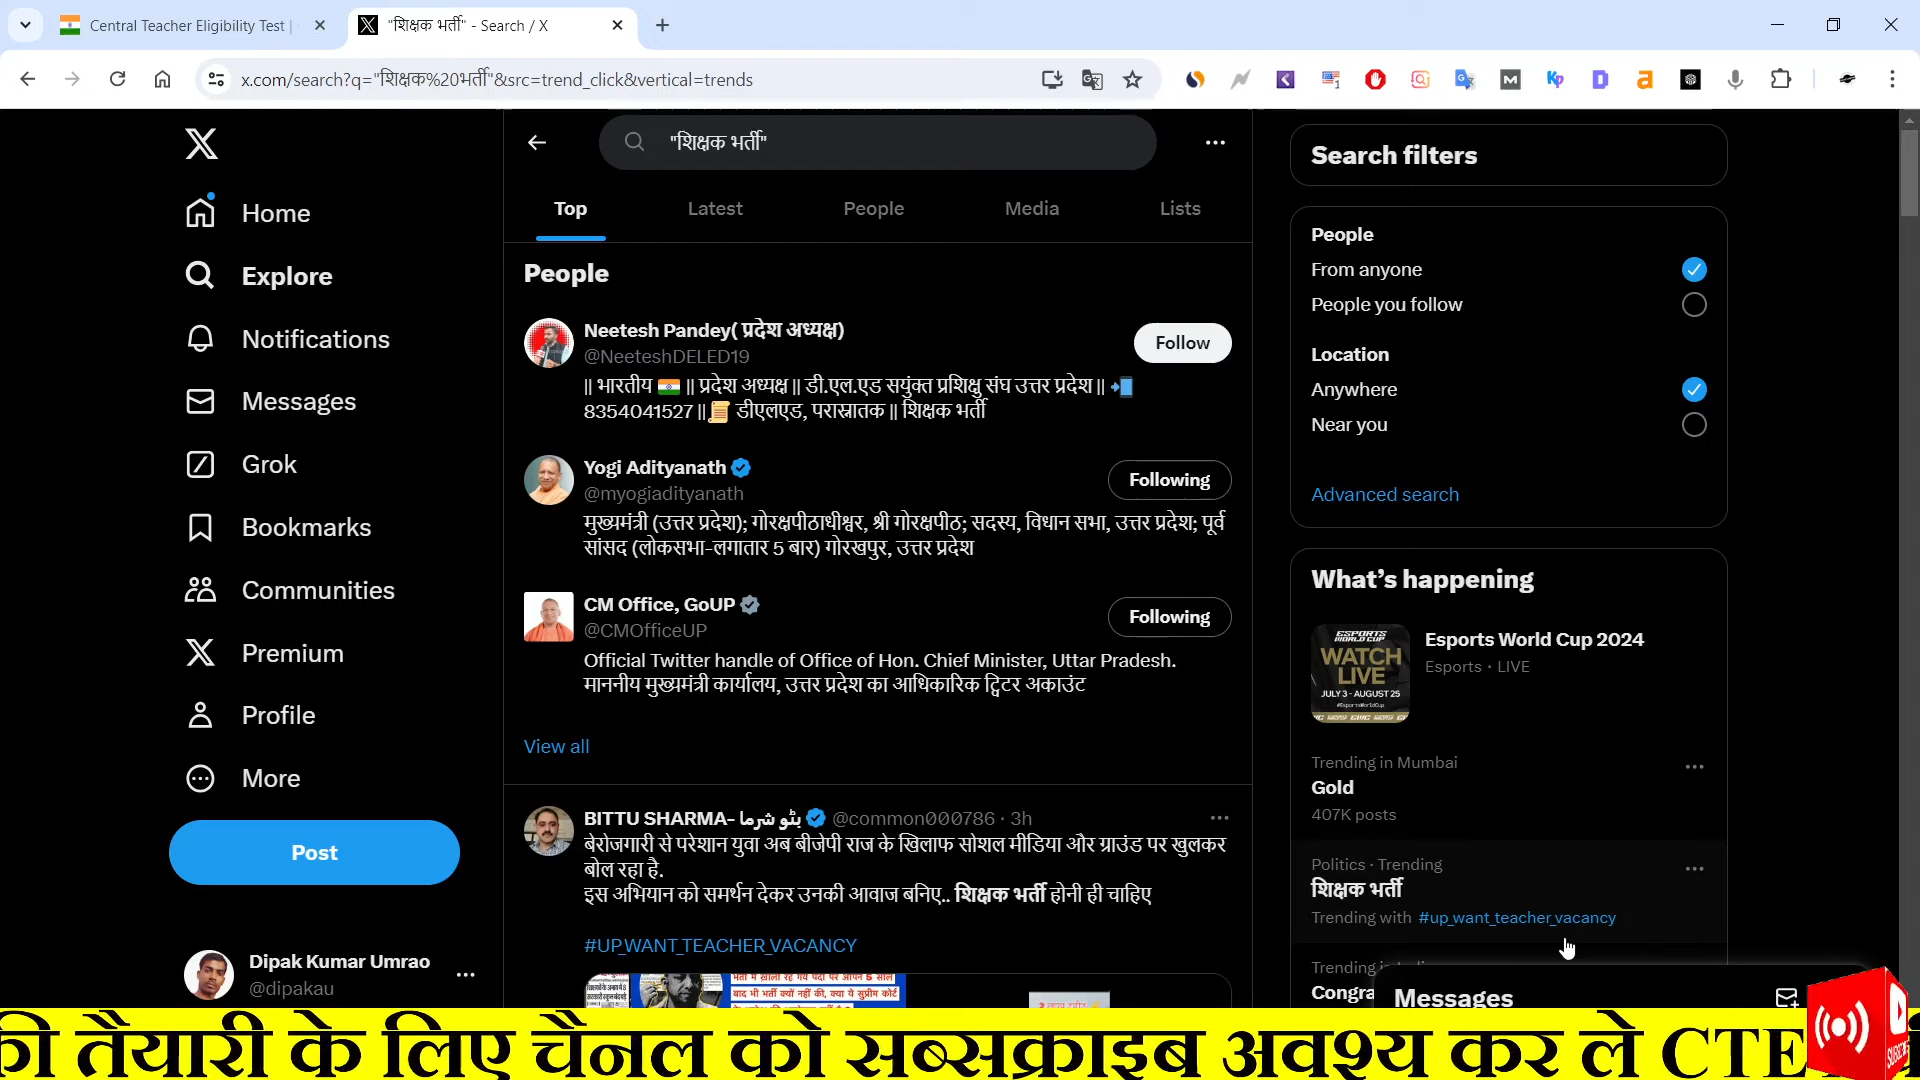 Central Teacher Eligibility Test |
"शिक्षक भर्ती" - Search / X
x.com/search?q="शिक्षक%20भर्ती"&src=trend_click&vertical=trends
Home
Explore
Notifications
Messages
Grok
Bookmarks
Communities
Premium
Profile
More
Post
Dipak Kumar Umrao
@dipakau
"शिक्षक भर्ती"
Top
Latest
People
Media
Lists
People
Neetesh Pandey( प्रदेश अध्यक्ष)
@NeeteshDELED19
Follow
|| भारतीय 🇮🇳 || प्रदेश अध्यक्ष || डी.एल.एड सयुंक्त प्रशिक्षु संघ उत्तर प्रदेश || 📲
8354041527 ||📜 डीएलएड, परास्नातक || शिक्षक भर्ती
Yogi Adityanath
@myogiadityanath
Following
मुख्यमंत्री (उत्तर प्रदेश); गोरक्षपीठाधीश्वर, श्री गोरक्षपीठ; सदस्य, विधान सभा, उत्तर प्रदेश; पूर्व
सांसद (लोकसभा-लगातार 5 बार) गोरखपुर, उत्तर प्रदेश
CM Office, GoUP
@CMOfficeUP
Following
Official Twitter handle of Office of Hon. Chief Minister, Uttar Pradesh.
माननीय मुख्यमंत्री कार्यालय, उत्तर प्रदेश का आधिकारिक ट्विटर अकाउंट
View all
BITTU SHARMA- بٹو شرما @common000786 · 3h
बेरोजगारी से परेशान युवा अब बीजेपी राज के खिलाफ सोशल मीडिया और ग्राउंड पर खुलकर
बोल रहा है.
इस अभियान को समर्थन देकर उनकी आवाज बनिए.. शिक्षक भर्ती होनी ही चाहिए
#UP_WANT_TEACHER_VACANCY
बाद भी भर्ती क्यों नहीं की, क्या ये सुप्रीम कोर्ट
Search filters
People
From anyone
People you follow
Location
Anywhere
Near you
Advanced search
What's happening
ESPORTS
WORLD CUP
WATCH
LIVE
JULY 3 - AUGUST 25
#EsportsWorldCup
Esports World Cup 2024
Esports · LIVE
Trending in Mumbai
Gold
407K posts
Politics · Trending
शिक्षक भर्ती
Trending with #up_want_teacher_vacancy
Trending
Congra
Messages
की तैयारी के लिए चैनल को सब्सक्राइब अवश्य कर ले CTE